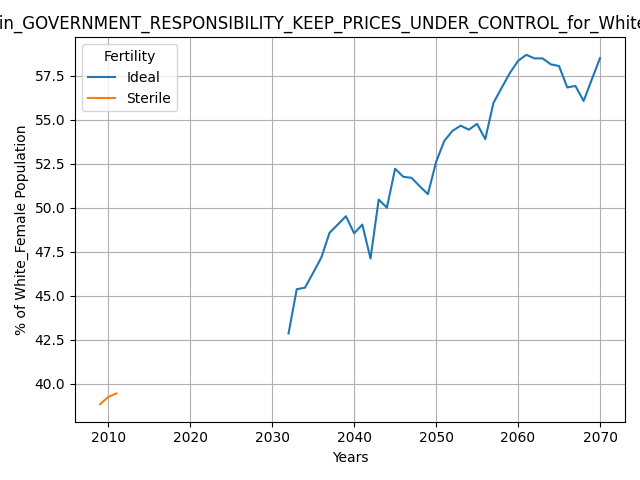 in_GOVERNMENT_RESPONSIBILITY_KEEP_PRICES_UNDER_CONTROL_for_White
Fertility
Ideal
Sterile
% of White_Female Population
57.5
55.0
52.5
50.0
47.5
45.0
42.5
40.0
2010 2020 2030 2040 2050 2060 2070
Years